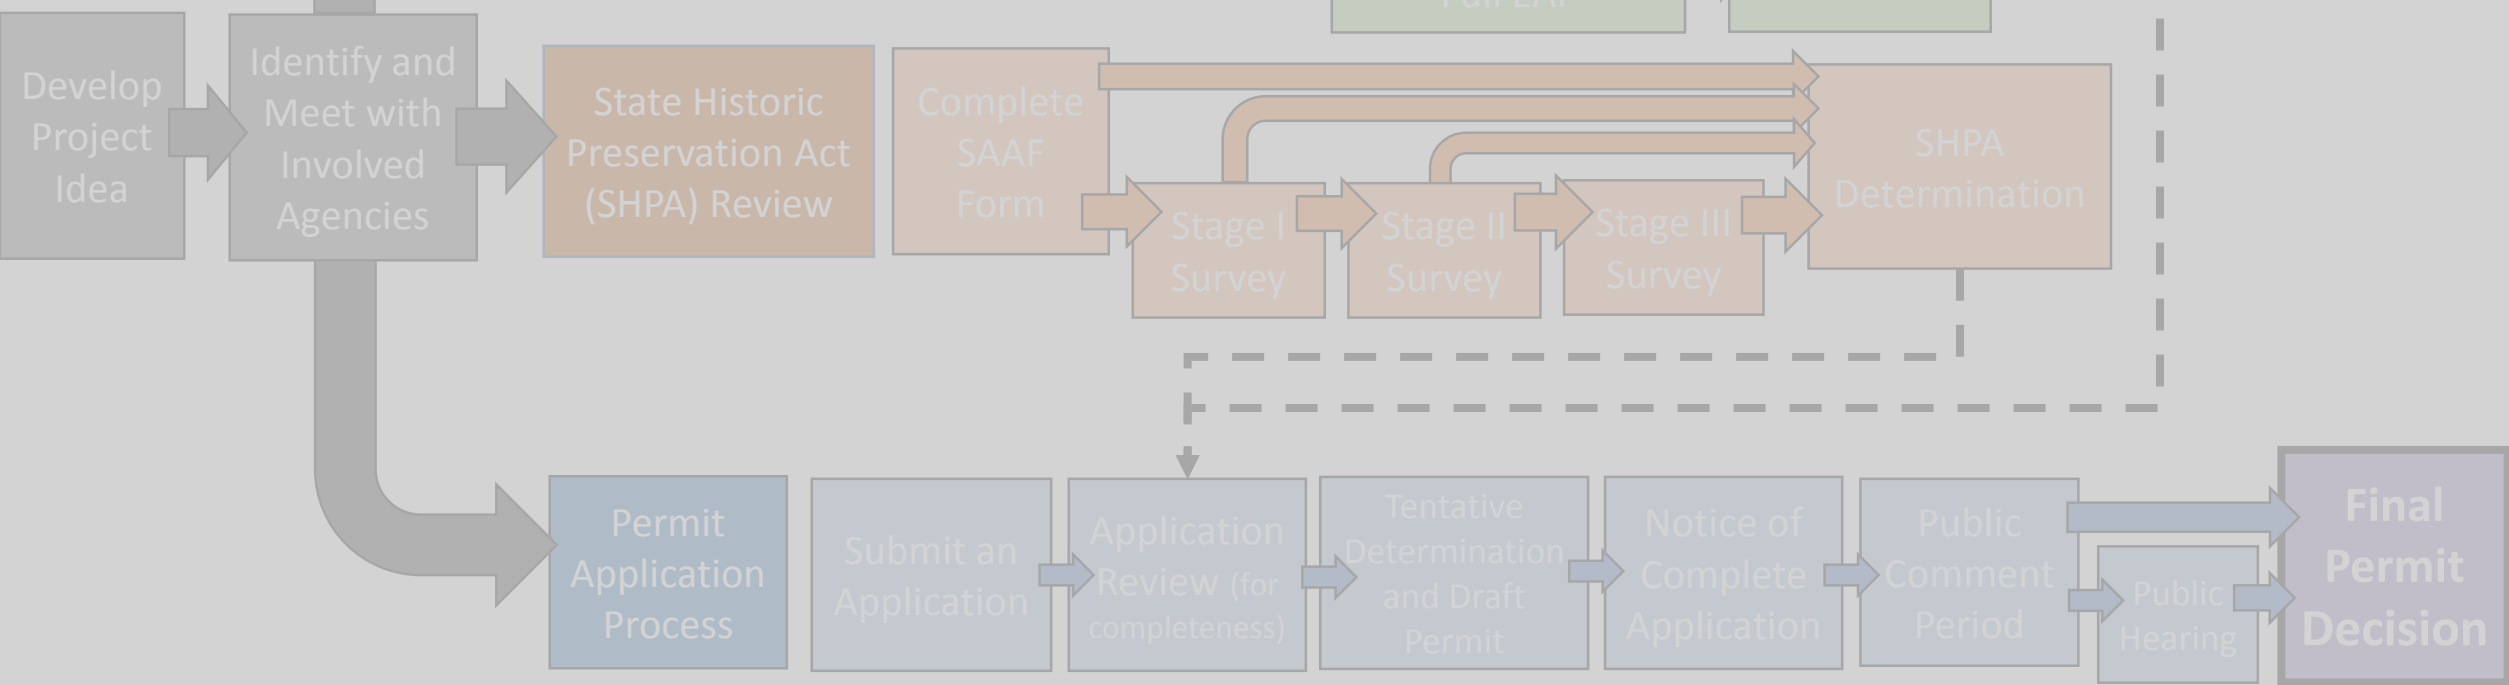 Full EAF
Develop
Project
Idea
Identify and
Meet with
Involved
Agencies
State Historic
Preservation Act
(SHPA) Review
Complete
SAAF
Form
Stage I
Survey
Stage II
Survey
Stage III
Survey
SHPA
Determination
Permit
Application
Process
Submit an
Application
Application
Review (for
completeness)
Tentative
Determination
and Draft
Permit
Notice of
Complete
Application
Public
Comment
Period
Public
Hearing
Final
Permit
Decision